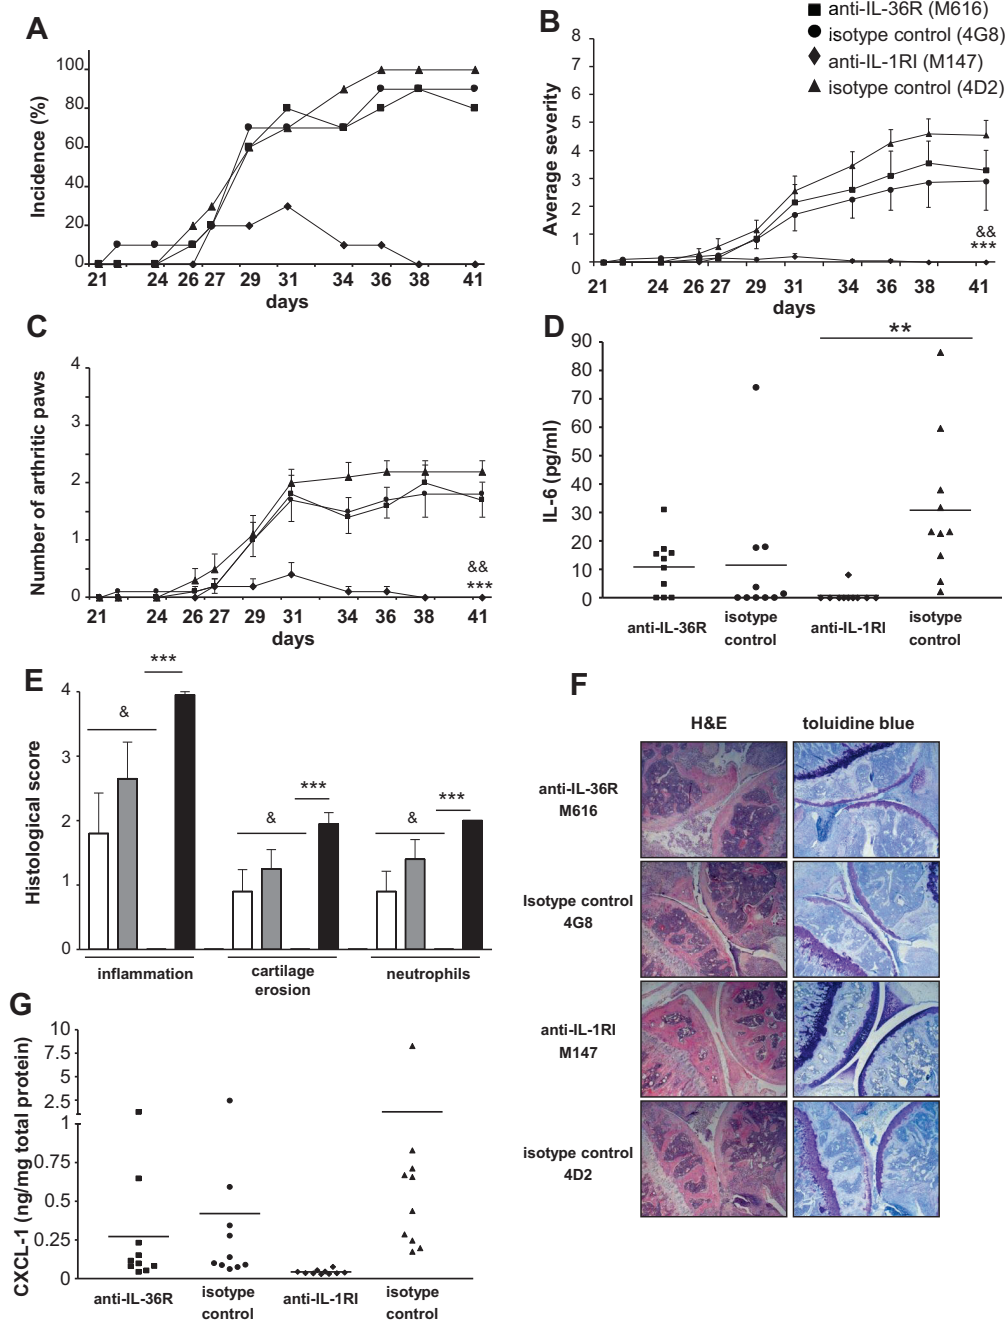 A
Incidence (%)
100
80
60
40
20
0
21 22 24 26 27 29 31 34 36 38 41
days
B
anti-IL-36R (M616)
isotype control (4G8)
anti-IL-1RI (M147)
isotype control (4D2)
Average severity
8
7
6
5
4
3
2
1
0
&&
***
21 22 24 26 27 29 31 34 36 38 41
days
C
Number of arthritic paws
4
3
2
1
0
&&
***
21 22 24 26 27 29 31 34 36 38 41
days
D
IL-6 (pg/ml)
90
80
70
60
50
40
30
20
10
0
**
anti-IL-36R
isotype
control
anti-IL-1RI
isotype
control
E
Histological score
4
3
2
1
0
&
***
&
***
&
***
inflammation
cartilage
erosion
neutrophils
F
H&E
toluidine blue
anti-IL-36R
M616
Isotype control
4G8
anti-IL-1RI
M147
isotype control
4D2
G
CXCL-1 (ng/mg total protein)
10
7.5
5
2.5
1
0.75
0.5
0.25
0
anti-IL-36R
isotype
control
anti-IL-1RI
isotype
control